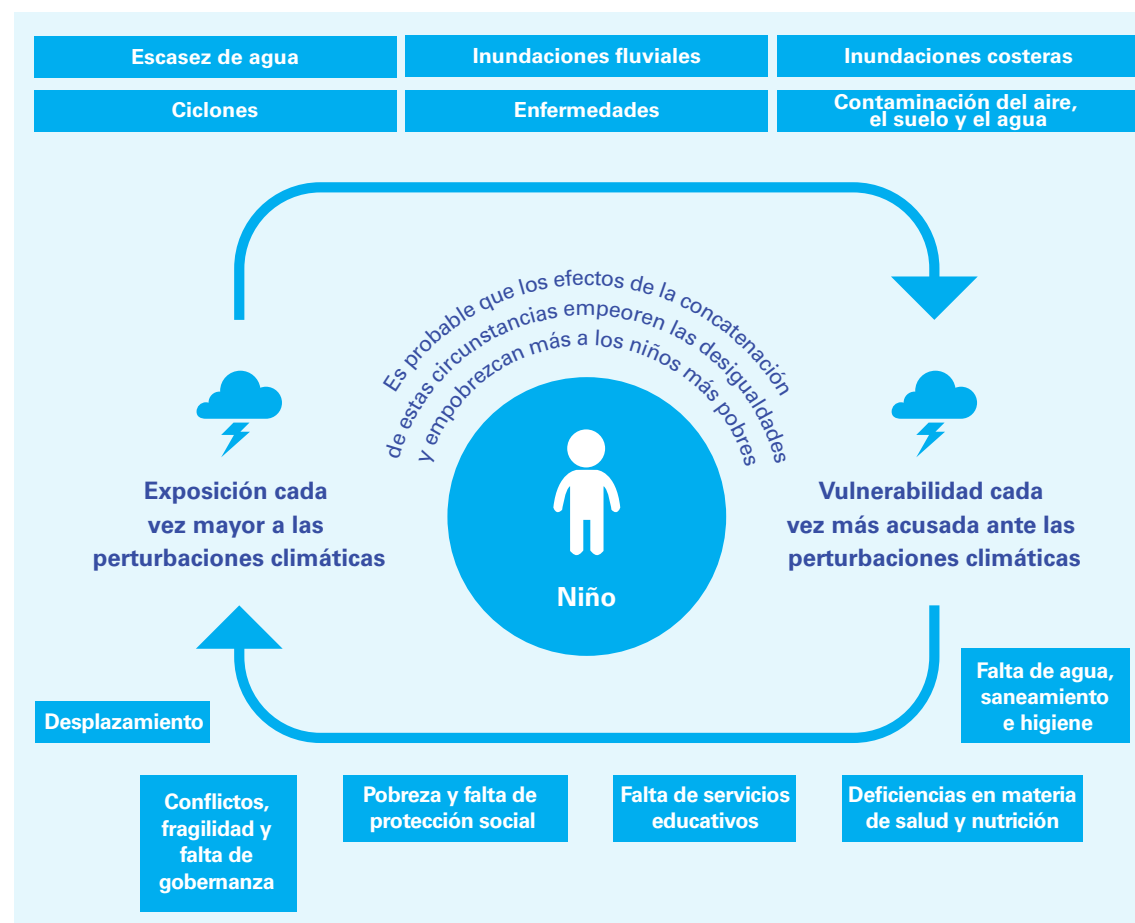 Escasez de agua
Inundaciones fluviales
Inundaciones costeras
Ciclones
Enfermedades
Contaminación del aire,
el suelo y el agua
Es probable que los efectos de la concatenación
de estas circunstancias empeoren las desigualdades
y empobrezcan más a los niños más pobres
Exposición cada
vez mayor a las
perturbaciones climáticas
Niño
Vulnerabilidad cada
vez más acusada ante las
perturbaciones climáticas
Falta de agua,
saneamiento
e higiene
Desplazamiento
Conflictos,
fragilidad y
falta de
gobernanza
Pobreza y falta de
protección social
Falta de servicios
educativos
Deficiencias en materia
de salud y nutrición